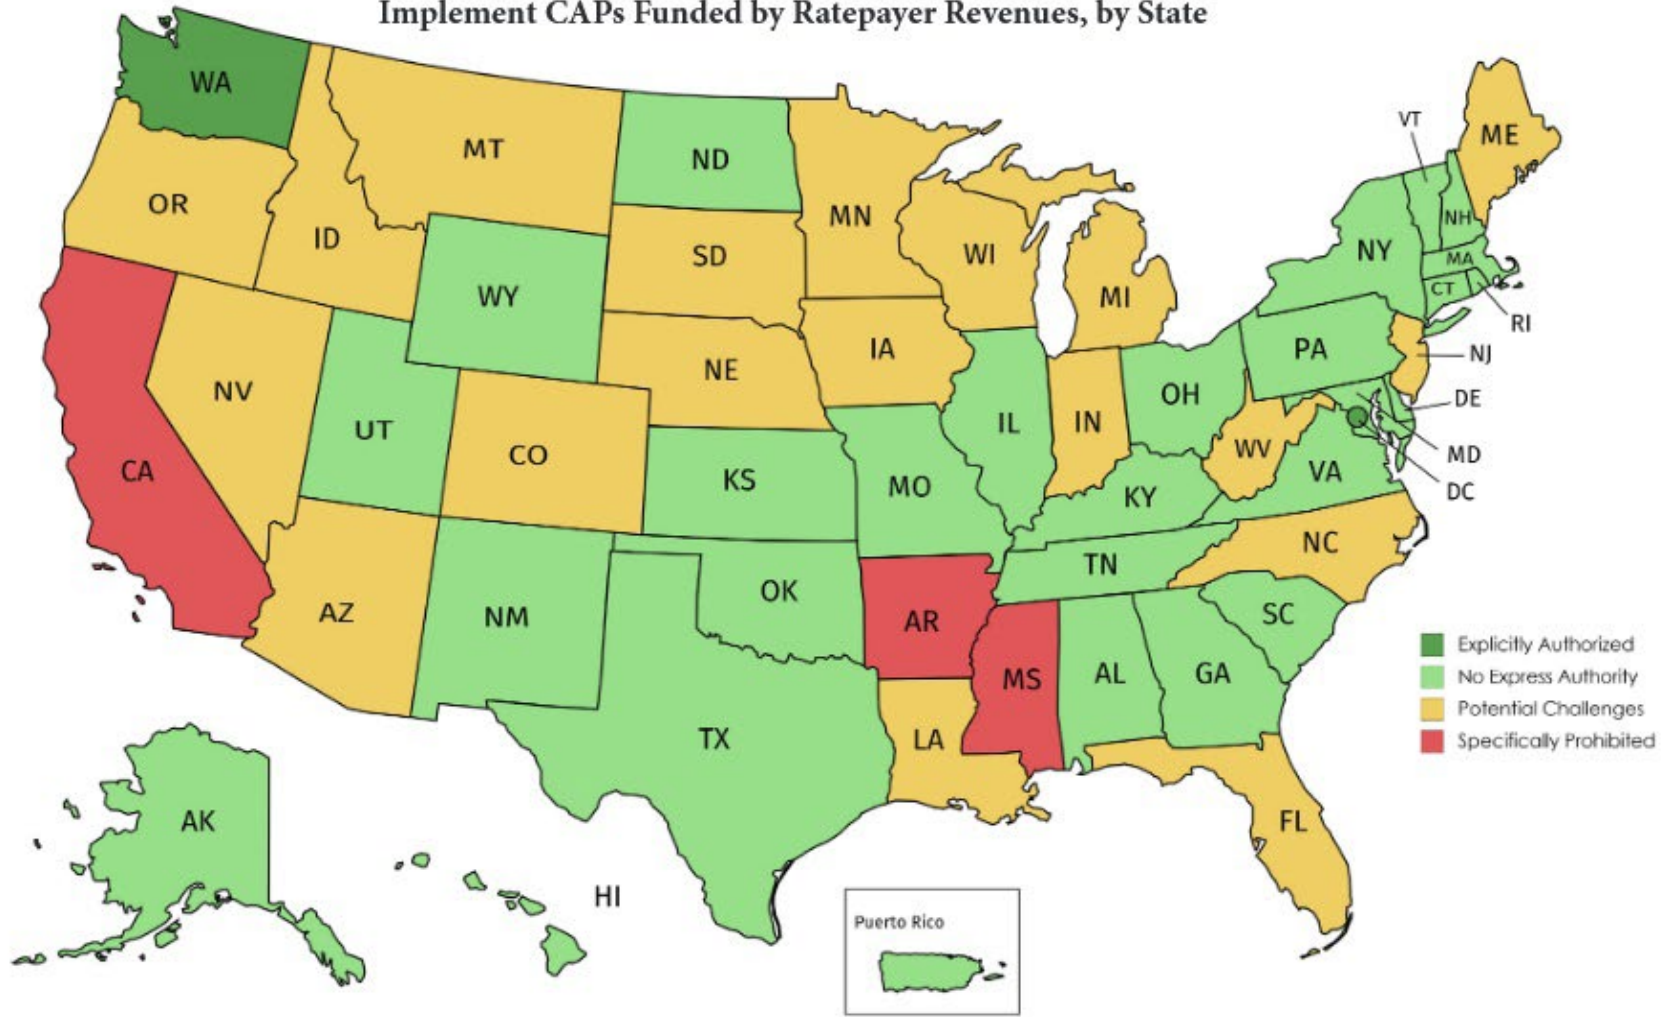 Implement CAPs Funded by Ratepayer Revenues, by State
WA
MT
ND
MN
VT
ME
OR
ID
SD
WI
NH
NY
MA
WY
MI
CT
RI
NE
IA
PA
NJ
NV
UT
CO
IL
IN
OH
DE
CA
KS
MO
WV
VA
MD
DC
KY
NC
TN
AZ
NM
OK
AR
SC
MS
AL
GA
TX
LA
FL
Explicitly Authorized
No Express Authority
Potential Challenges
Specifically Prohibited
AK
HI
Puerto Rico